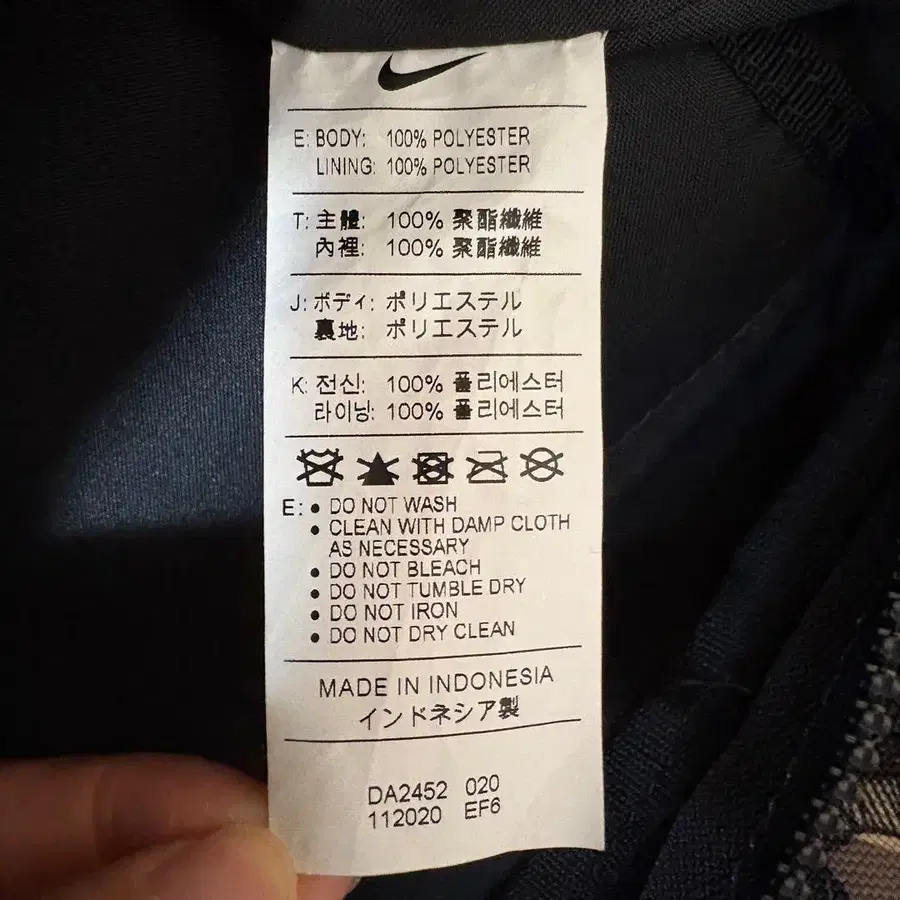 E: BODY: 100% POLYESTER
LINING: 100% POLYESTER
T: 主體: 100% 聚酯纖維
內裡: 100% 聚酯纖維
J: ボディ: ポリエステル
裏地: ポリエステル
K: 전신: 100% 폴리에스터
라이닝: 100% 폴리에스터
E: • DO NOT WASH
• CLEAN WITH DAMP CLOTH
AS NECESSARY
• DO NOT BLEACH
• DO NOT TUMBLE DRY
• DO NOT IRON
• DO NOT DRY CLEAN
MADE IN INDONESIA
インドネシア製
DA2452 020
112020 EF6